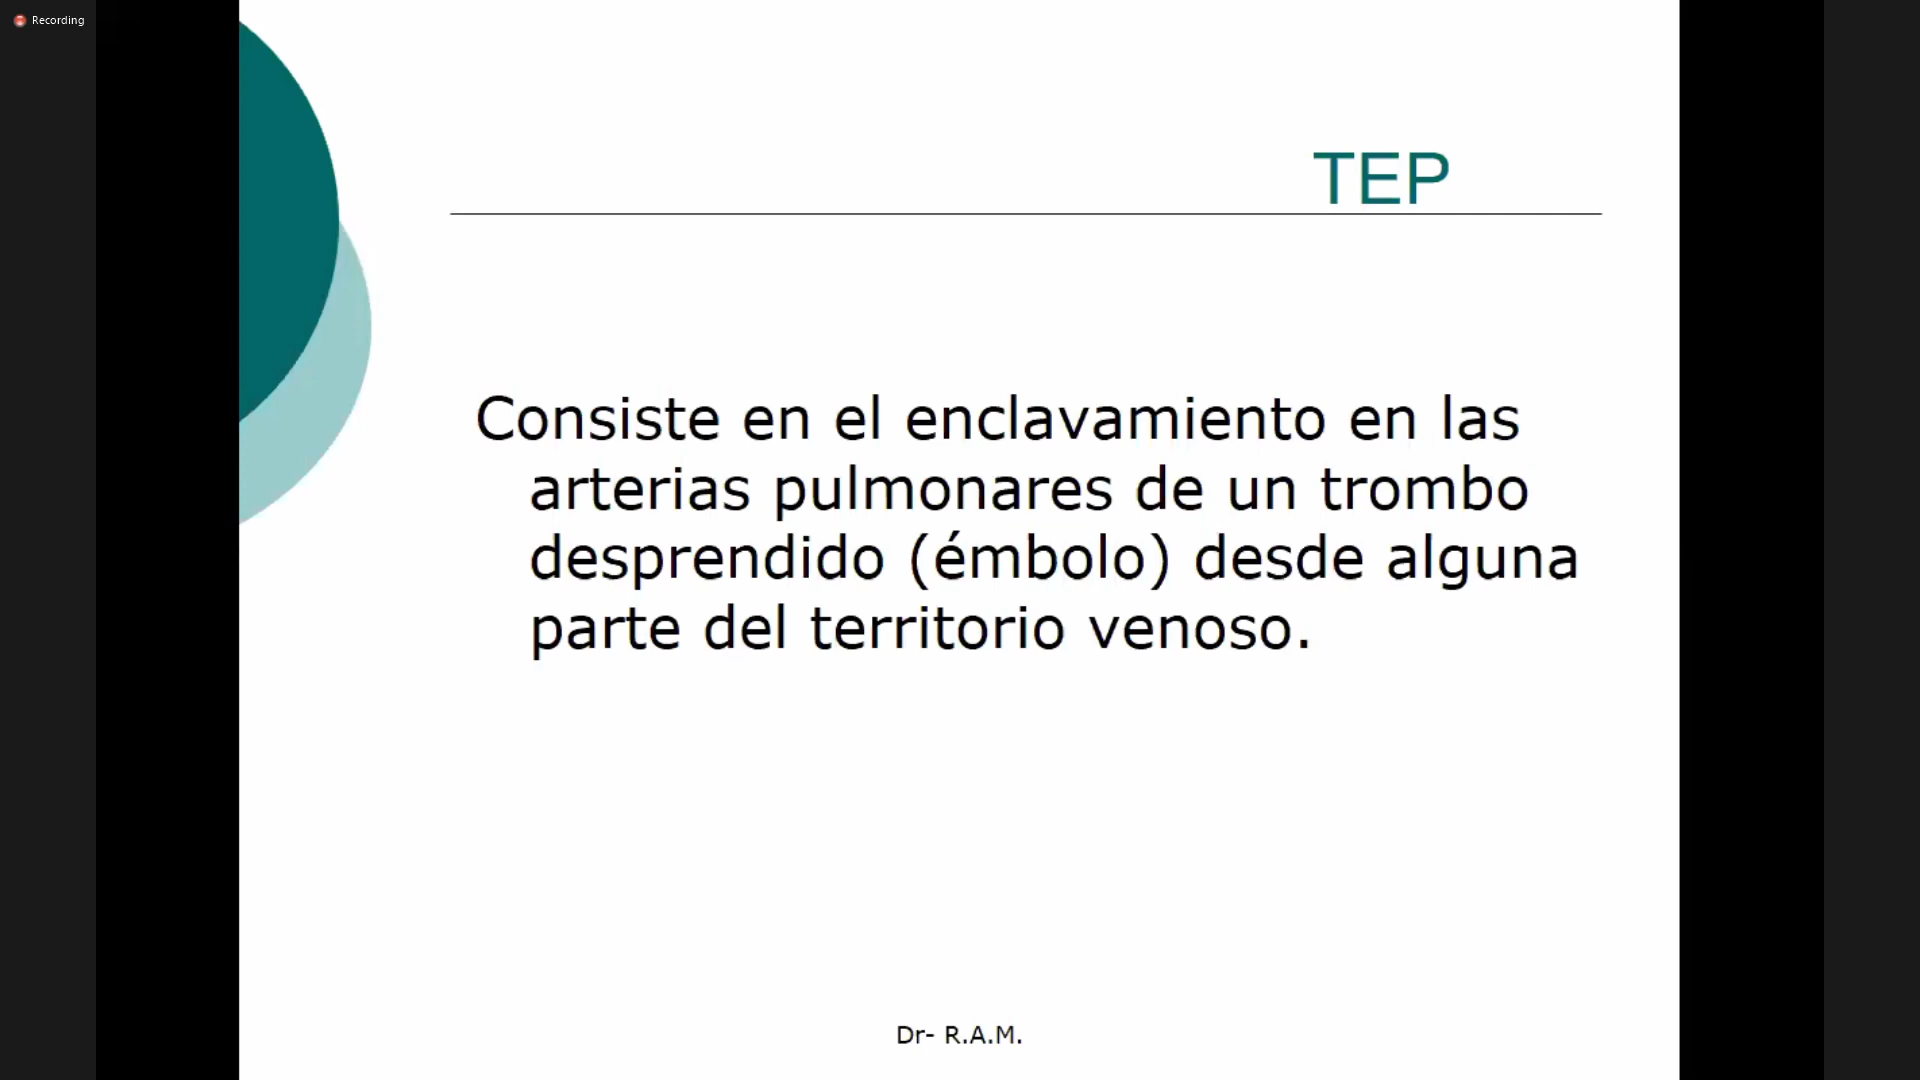 Recording
TEP
Consiste en el enclavamiento en las
arterias pulmonares de un trombo
desprendido (émbolo) desde alguna
parte del territorio venoso.
Dr- R.A.M.